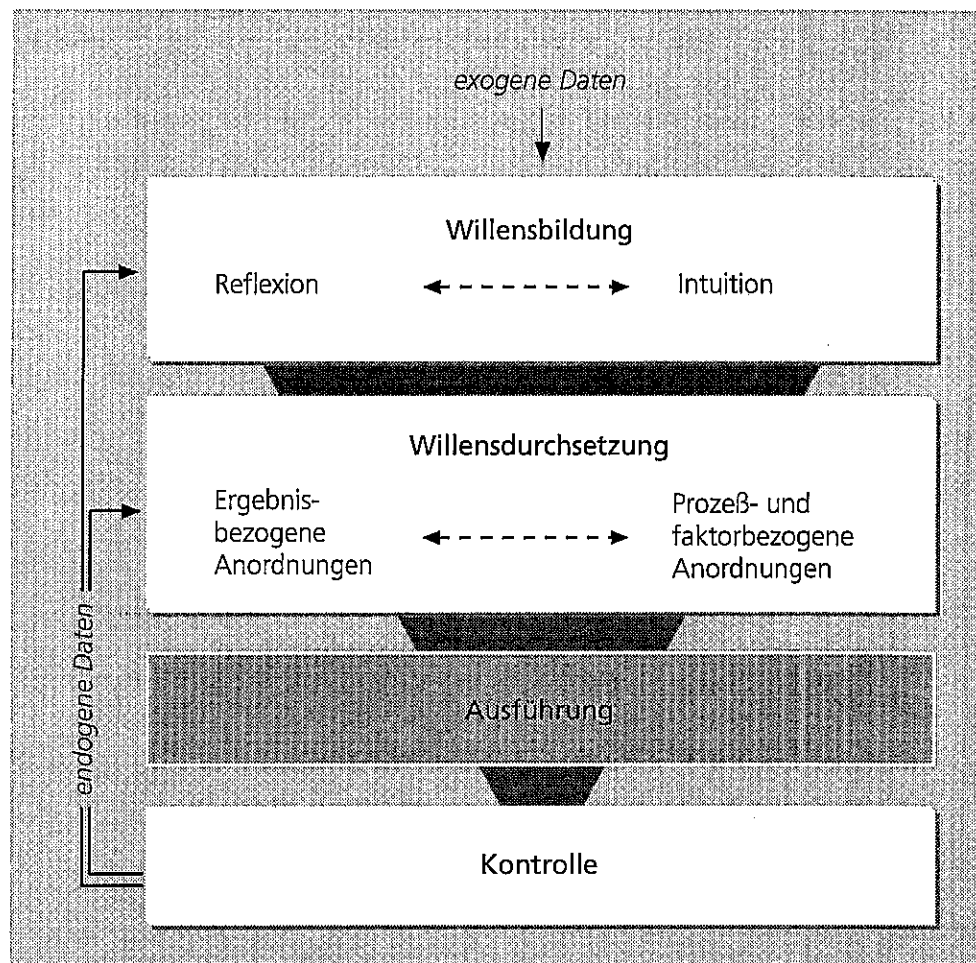 exogene Daten
Willensbildung
Reflexion
Intuition
Willensdurchsetzung
Ergebnis-
bezogene
Anordnungen
Prozeß- und
faktorbezogene
Anordnungen
endogene Daten
Ausführung
Kontrolle